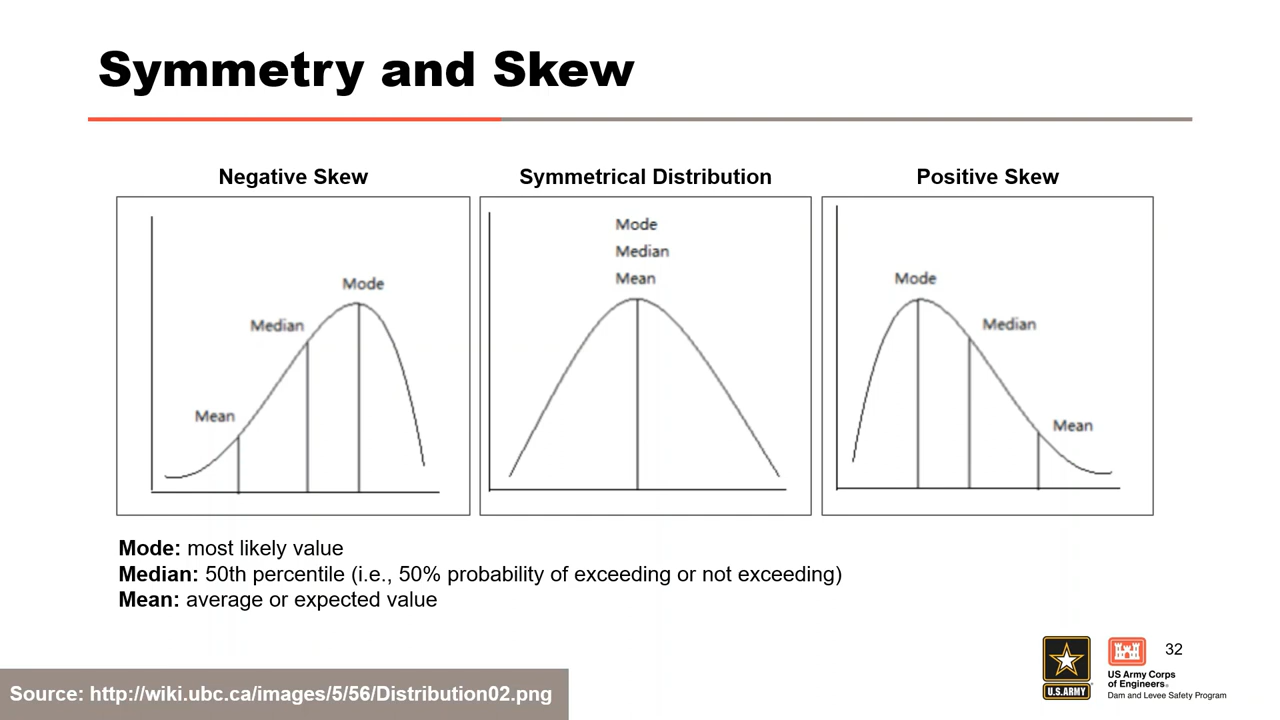 Symmetry and Skew
Negative Skew
Mode
Median
Mean
Symmetrical Distribution
Mode
Median
Mean
Positive Skew
Mode
Median
Mean
Mode: most likely value
Median: 50th percentile (i.e., 50% probability of exceeding or not exceeding)
Mean: average or expected value
Source: http://wiki.ubc.ca/images/5/56/Distribution02.png
U.S.ARMY
US Army Corps
of Engineers®
Dam and Levee Safety Program
32